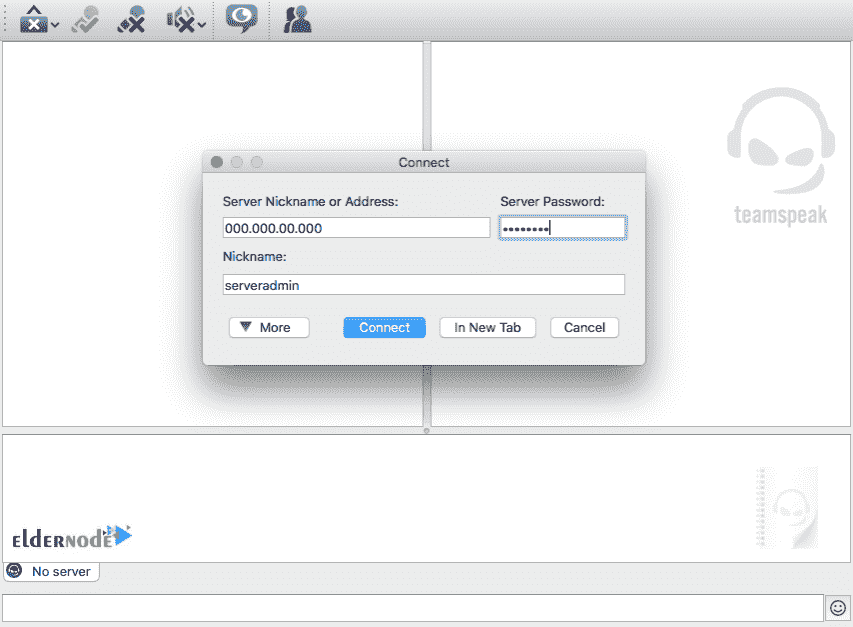 Connect
Server Nickname or Address:
Server Password:
000.000.00.000
••••••••
Nickname:
serveradmin
More
Connect
In New Tab
Cancel
teamspeak
ELDERNODE
No server